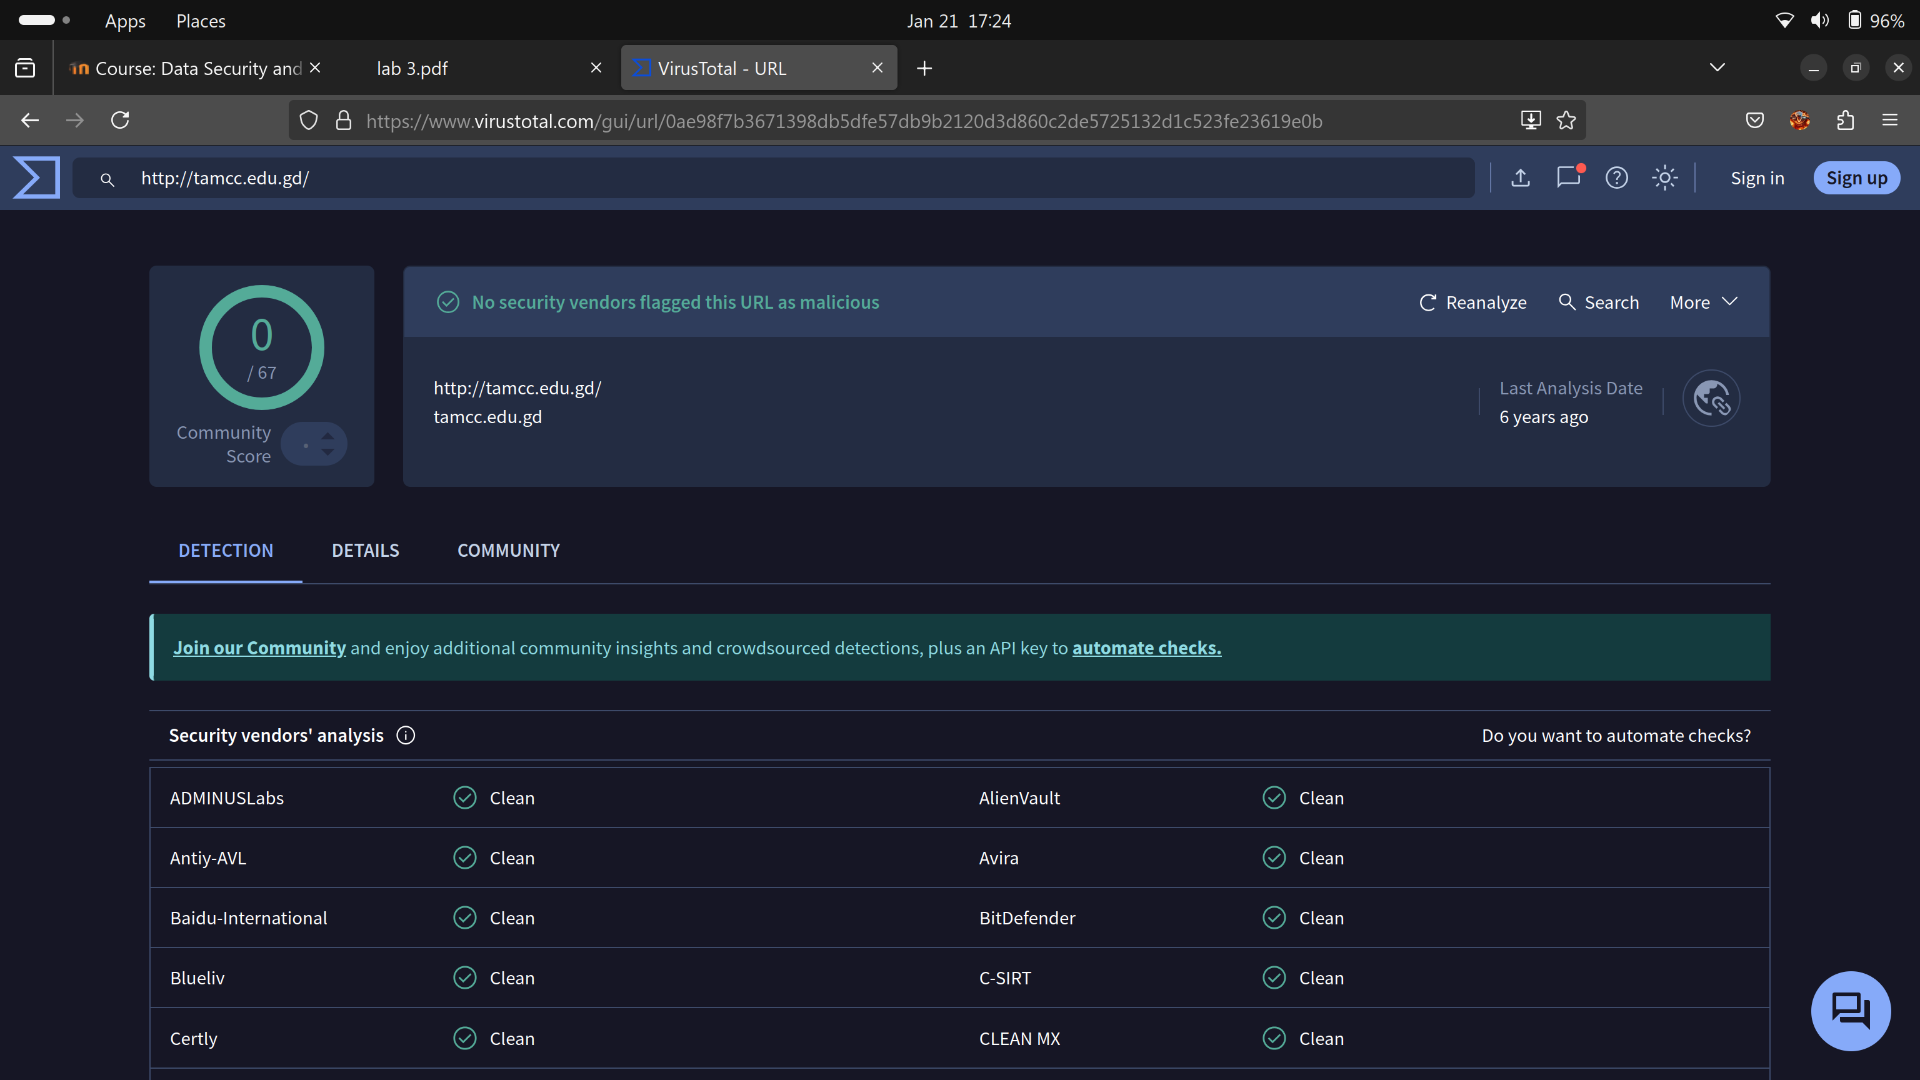 Apps Places Jan 21 17:24 96%
Course: Data Security and lab 3.pdf VirusTotal - URL
https://www.virustotal.com/gui/url/0ae98f7b3671398db5dfe57db9b2120d3d860c2de5725132d1c523fe23619e0b
http://tamcc.edu.gd/ Sign in Sign up
No security vendors flagged this URL as malicious Reanalyze Search More
0
/ 67
Community
Score
http://tamcc.edu.gd/
tamcc.edu.gd
Last Analysis Date
6 years ago
DETECTION DETAILS COMMUNITY
Join our Community and enjoy additional community insights and crowdsourced detections, plus an API key to automate checks.
Security vendors' analysis Do you want to automate checks?
ADMINUSLabs Clean AlienVault Clean
Antiy-AVL Clean Avira Clean
Baidu-International Clean BitDefender Clean
Blueliv Clean C-SIRT Clean
Certly Clean CLEAN MX Clean